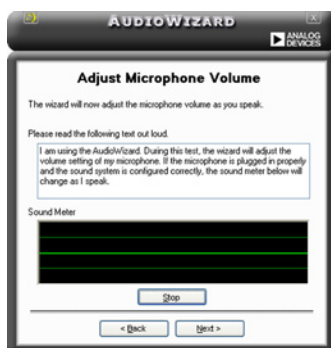 AUDIOWIZARD
ANALOG
DEVICES
Adjust Microphone Volume
The wizard will now adjust the microphone volume as you speak.
Please read the following text out loud.
I am using the AudioWizard. During this test, the wizard will adjust the
volume setting of my microphone. If the microphone is plugged in properly
and the sound system is configured correctly, the sound meter below will
change as I speak.
Sound Meter
Stop
< Back Next >